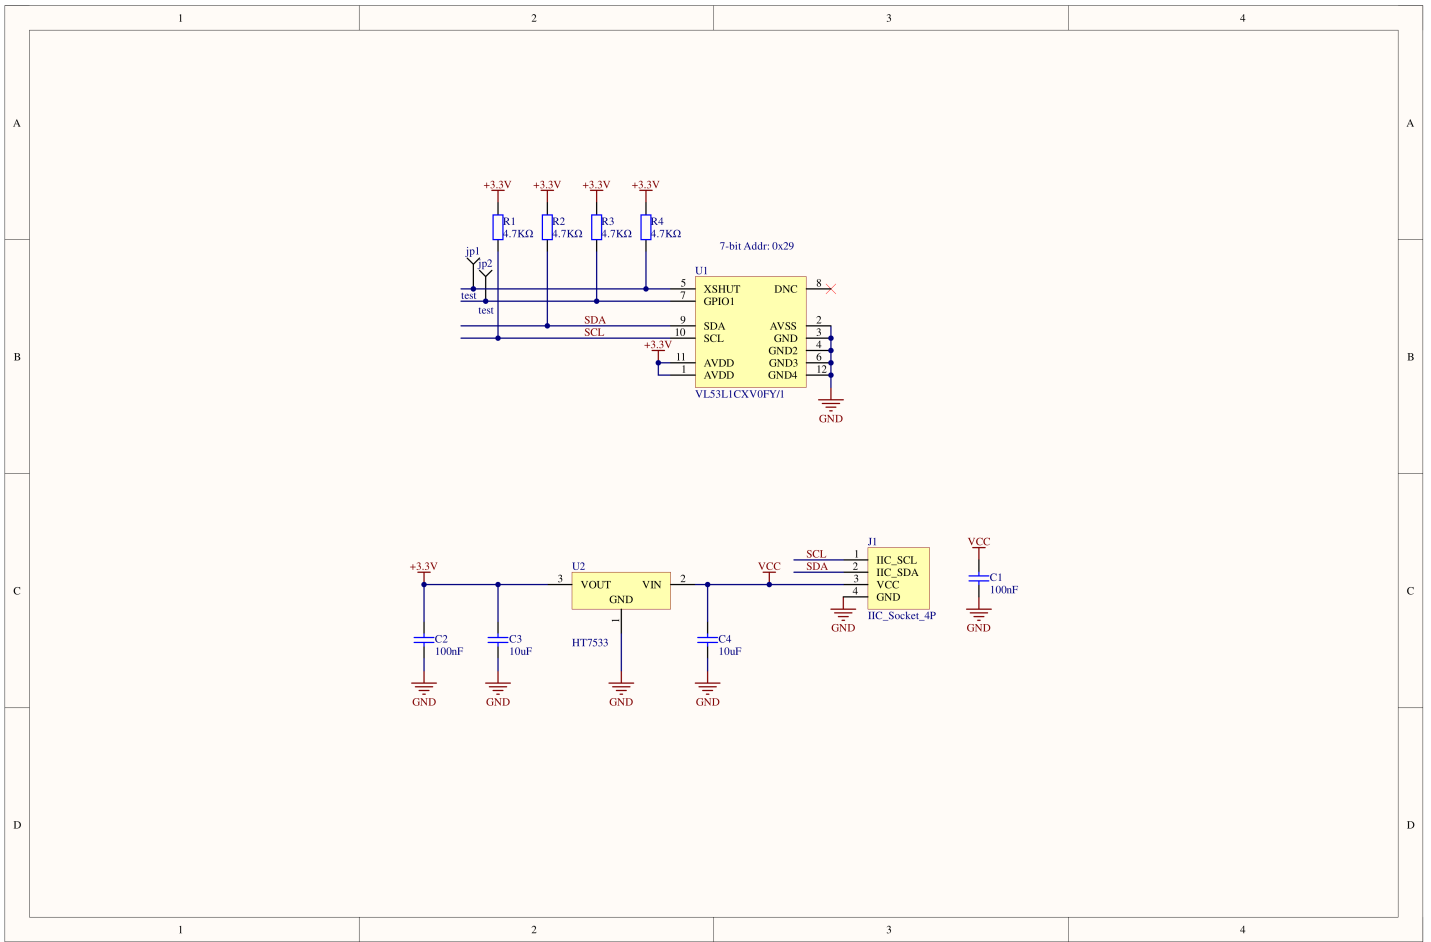 1 2 3 4
A A
+3.3V +3.3V +3.3V +3.3V
R1 R2 R3 R4
4.7KΩ 4.7KΩ 4.7KΩ 4.7KΩ
7-bit Addr: 0x29
jp1
jp2
U1
5 XSHUT DNC 8
test
7 GPIO1
test
SDA 9 SDA AVSS 2
SCL 10 SCL GND 3
+3.3V GND2 4
B B
11 AVDD GND3 6
1 AVDD GND4 12
VL53L1CXV0FY/1
GND
J1 VCC
SCL 1 IIC_SCL
+3.3V U2 VCC SDA 2 IIC_SDA
C1
3 VOUT VIN 2 3 VCC
C 100nF C
GND 4 GND
IIC_Socket_4P
1 GND GND
C2 C3 HT7533 C4
100nF 10uF 10uF
GND GND GND GND
D D
1 2 3 4